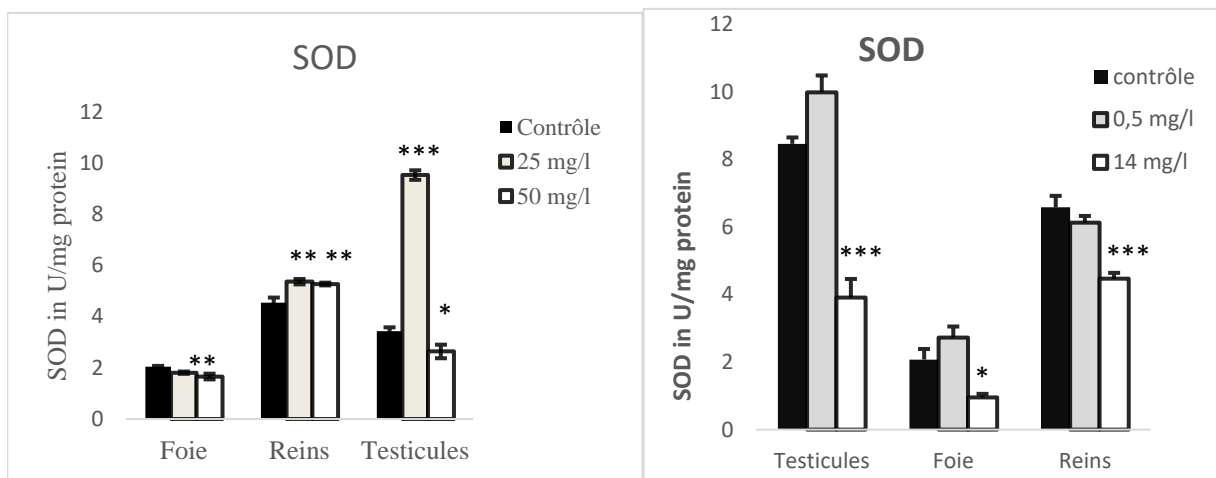 SOD
12
10
8
6
4
2
0
SOD in U/mg protein
Contrôle
25 mg/l
50 mg/l
**
** **
***
*
Foie Reins Testicules
SOD
12
10
8
6
4
2
0
SOD in U/mg protein
contrôle
0,5 mg/l
14 mg/l
***
*
***
Testicules Foie Reins